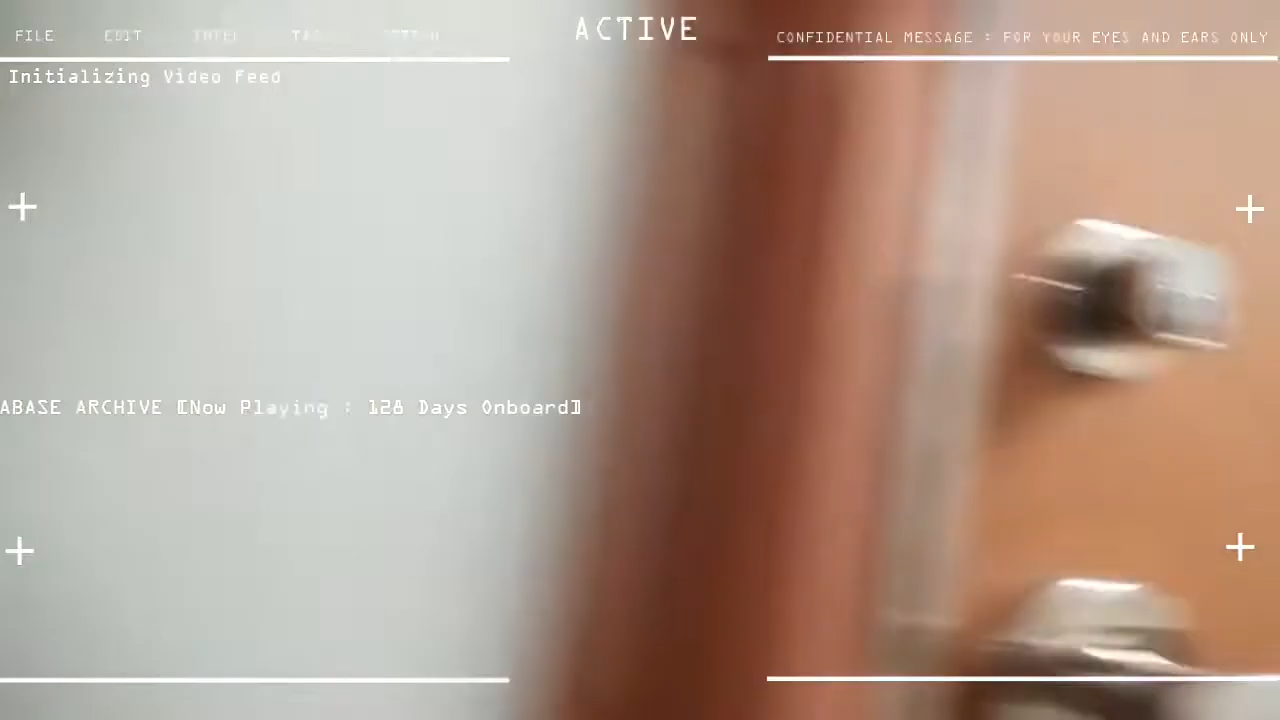 FILE EDIT INTEL
ACTIVE
CONFIDENTIAL MESSAGE : FOR YOUR EYES AND EARS ONLY
Initializing Video Feed
ABASE ARCHIVE [Now Playing : 128 Days Onboard]